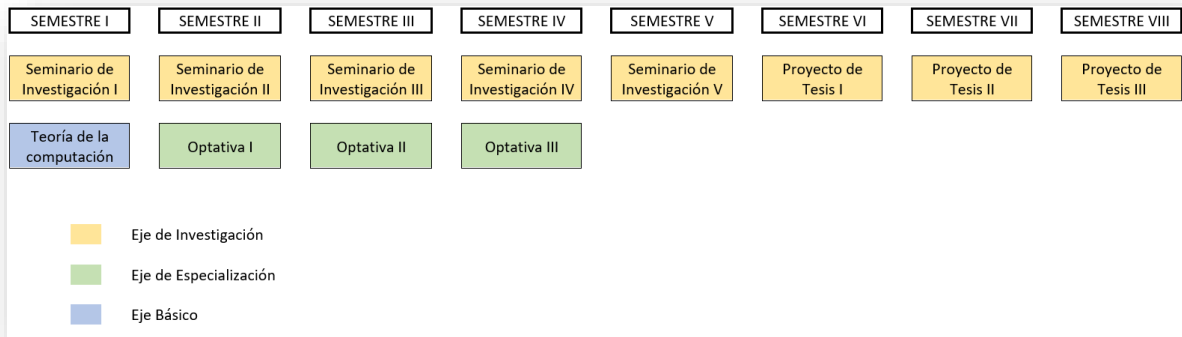 SEMESTRE I SEMESTRE II SEMESTRE III SEMESTRE IV SEMESTRE V SEMESTRE VI SEMESTRE VII SEMESTRE VIII
Seminario de Seminario de Seminario de Seminario de Seminario de Proyecto de Proyecto de Proyecto de
Investigación I Investigación II Investigación III Investigación IV Investigación V Tesis I Tesis II Tesis III
Teoría de la
computación Optativa I Optativa II Optativa III
Eje de Investigación
Eje de Especialización
Eje Básico